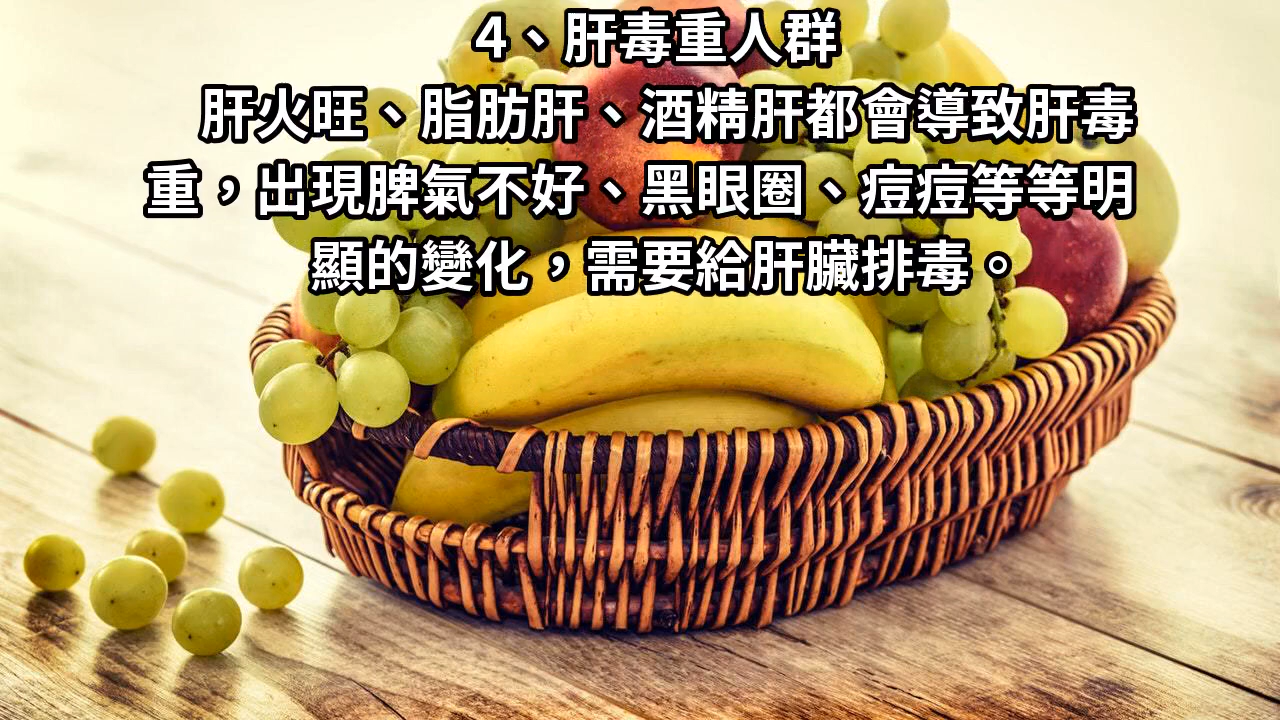 4、肝毒重人群
肝火旺、脂肪肝、酒精肝都會導致肝毒
重，出現脾氣不好、黑眼圈、痘痘等等明
顯的變化，需要給肝臟排毒。